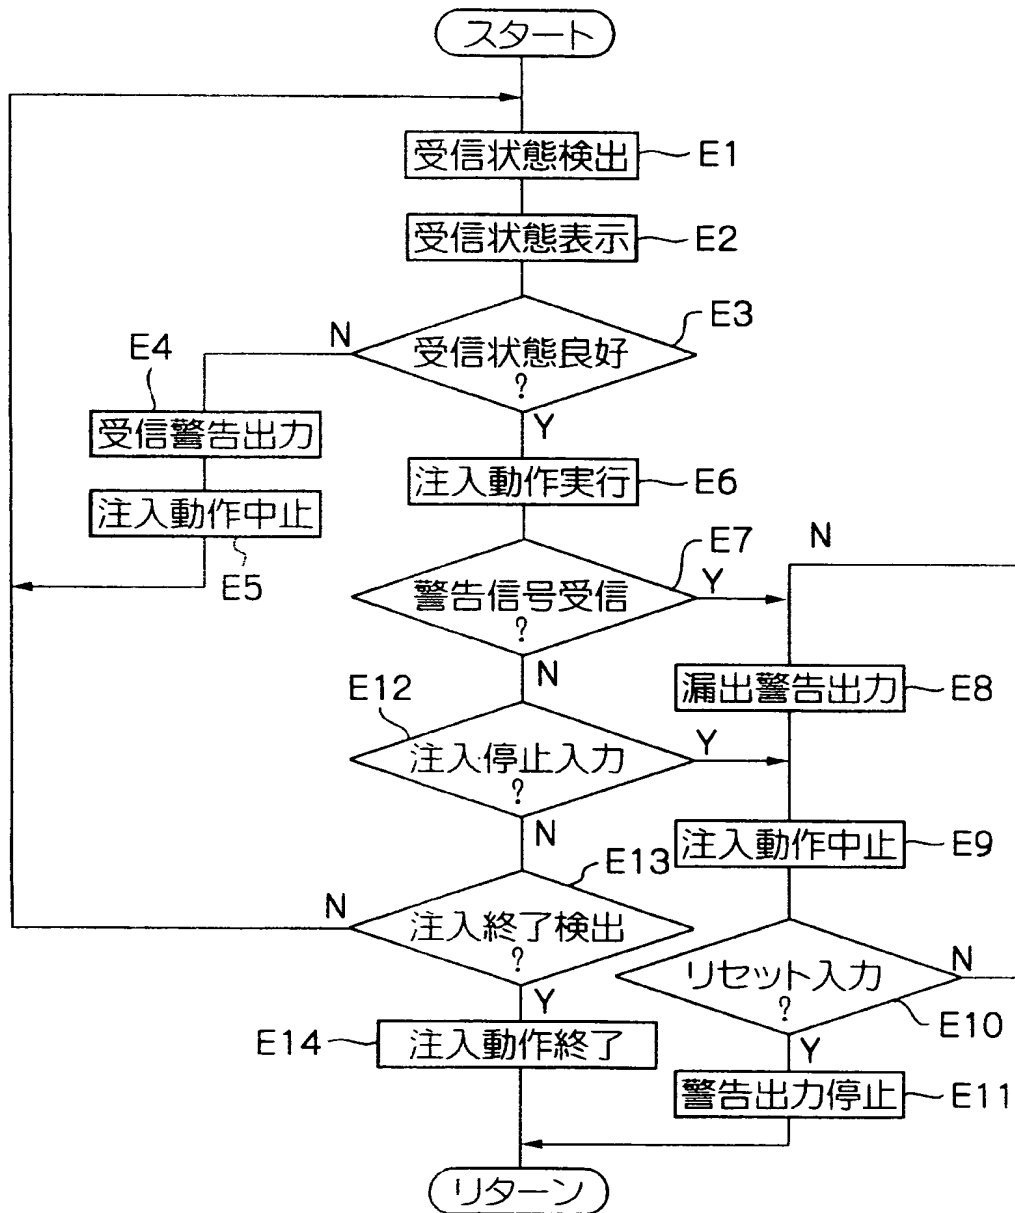 スタート
受信状態検出 E1
受信状態表示 E2
受信状態良好
?
E3
N
Y
E4
受信警告出力
注入動作中止
E5
注入動作実行 E6
警告信号受信
?
E7
Y
N
N
漏出警告出力 E8
E12
注入停止入力
?
Y
N
注入動作中止 E9
E13
注入終了検出
?
N
Y
リセット入力
?
N
E10
Y
E14 注入動作終了
警告出力停止 E11
リターン